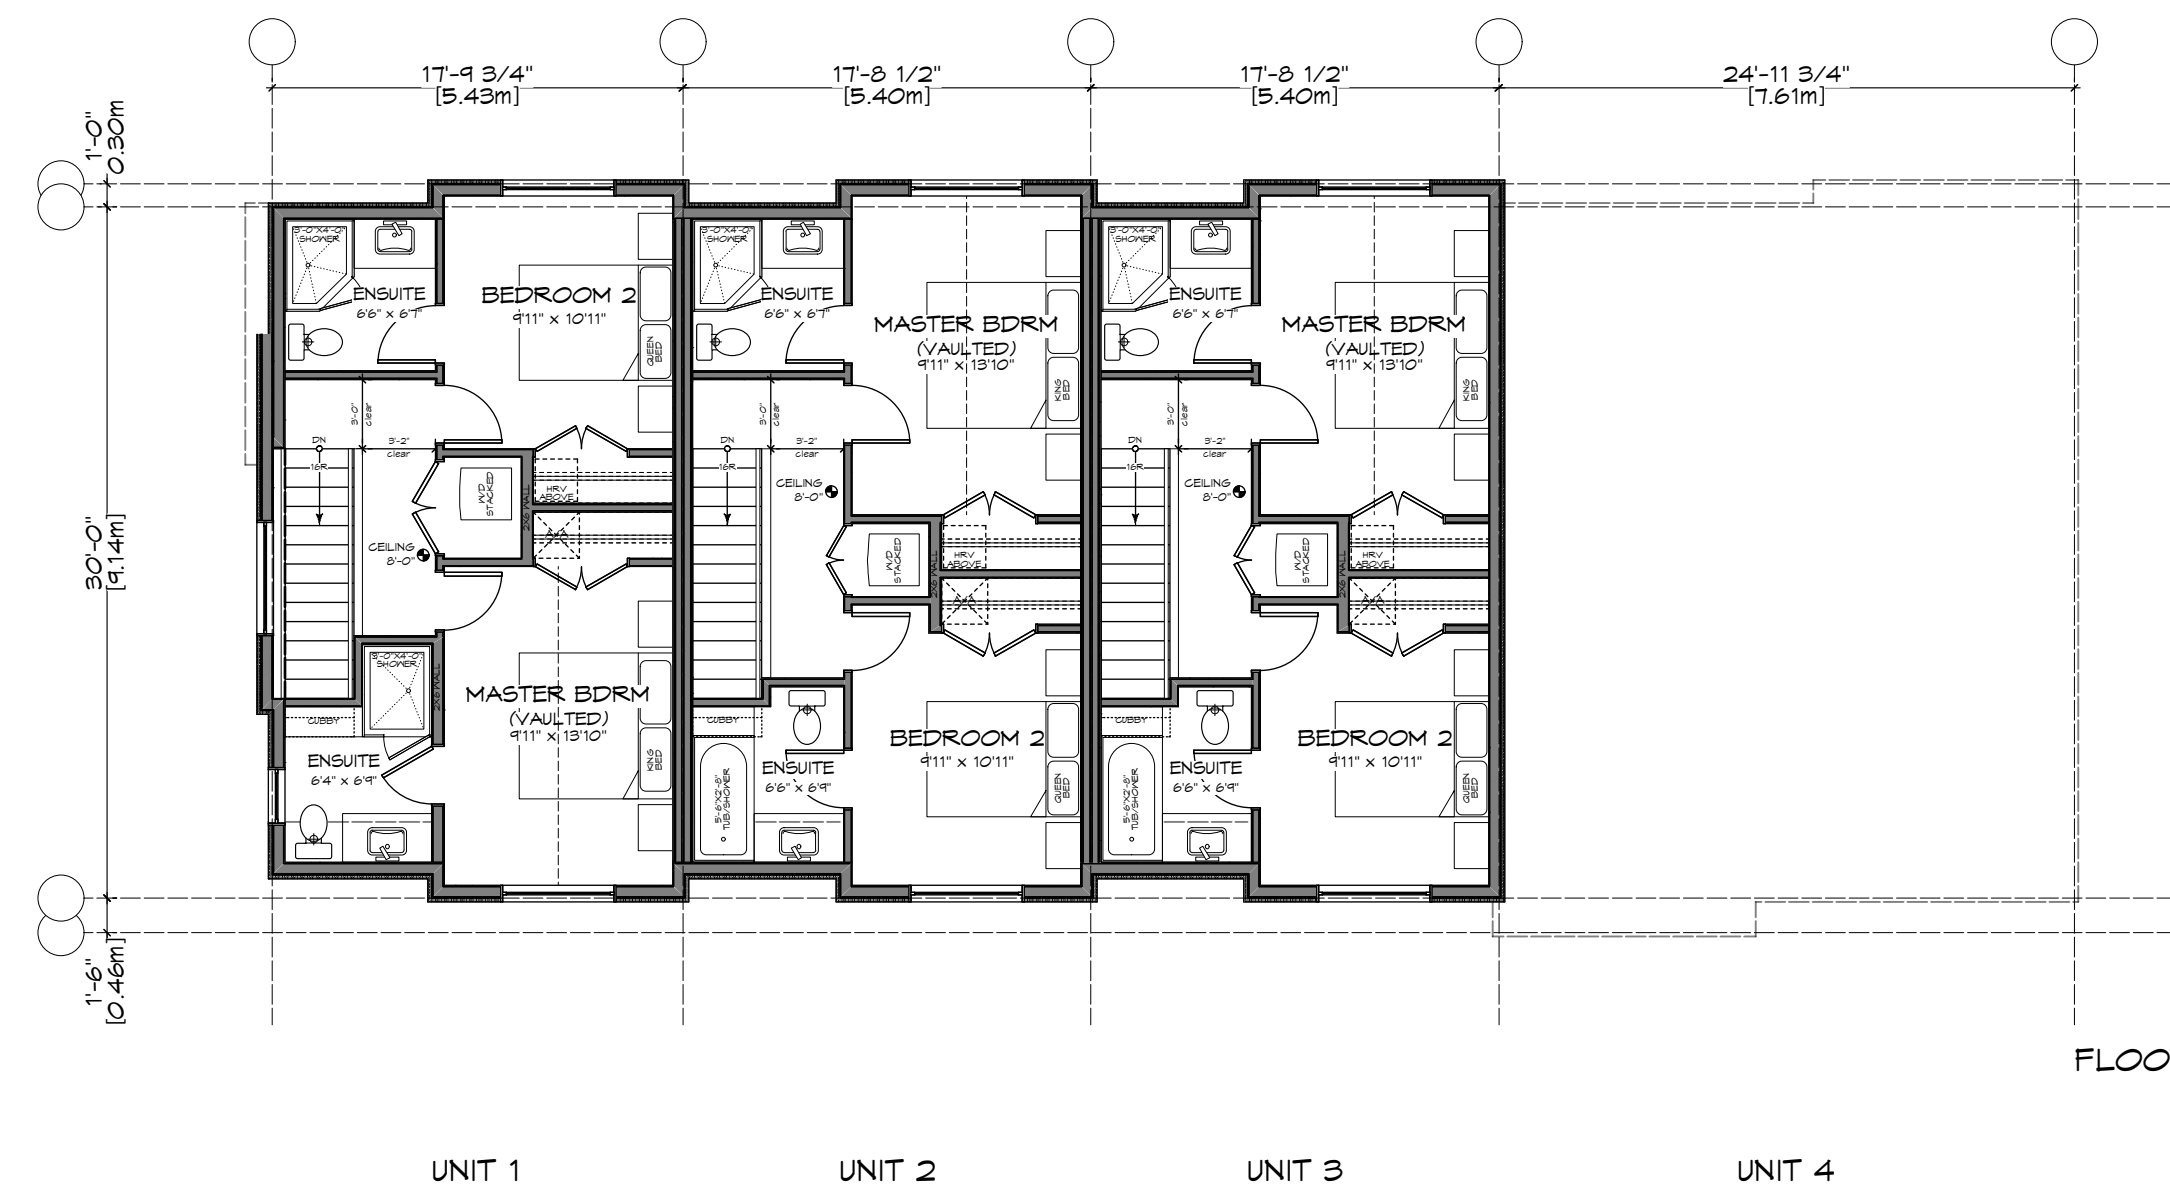 17'-9 3/4"
[5.43m]
17'-8 1/2"
[5.40m]
17'-8 1/2"
[5.40m]
24'-11 3/4"
[7.61m]
1'-0"
0.30m
30'-0"
[9.14m]
1'-6"
[0.46m]
3'-0"X4'-0"
SHOWER
ENSUITE
6'6" x 6'7"
BEDROOM 2
9'11" x 10'11"
QUEEN
BED
3'-0"
clear
3'-2"
clear
DN
16R
W/D
STACKED
2X6 WALL
HRV
ABOVE
A/A
CEILING
8'-0"
3'-0"X4'-0"
SHOWER
2X6 WALL
MASTER BDRM
(VAULTED)
9'11" x 13'10"
KING
BED
CUBBY
ENSUITE
6'4" x 6'9"
3'-0"X4'-0"
SHOWER
ENSUITE
6'6" x 6'7"
MASTER BDRM
(VAULTED)
9'11" x 13'10"
KING
BED
3'-0"
clear
3'-2"
clear
DN
16R
CEILING
8'-0"
W/D
STACKED
2X6 WALL
HRV
ABOVE
A/A
CUBBY
5'-6"X2'-8"
TUB/SHOWER
ENSUITE
6'6" x 6'9"
BEDROOM 2
9'11" x 10'11"
QUEEN
BED
3'-0"X4'-0"
SHOWER
ENSUITE
6'6" x 6'7"
MASTER BDRM
(VAULTED)
9'11" x 13'10"
KING
BED
3'-0"
clear
3'-2"
clear
DN
16R
CEILING
8'-0"
W/D
STACKED
2X6 WALL
HRV
ABOVE
A/A
CUBBY
5'-6"X2'-8"
TUB/SHOWER
ENSUITE
6'6" x 6'9"
BEDROOM 2
9'11" x 10'11"
QUEEN
BED
FLOO
UNIT 1
UNIT 2
UNIT 3
UNIT 4